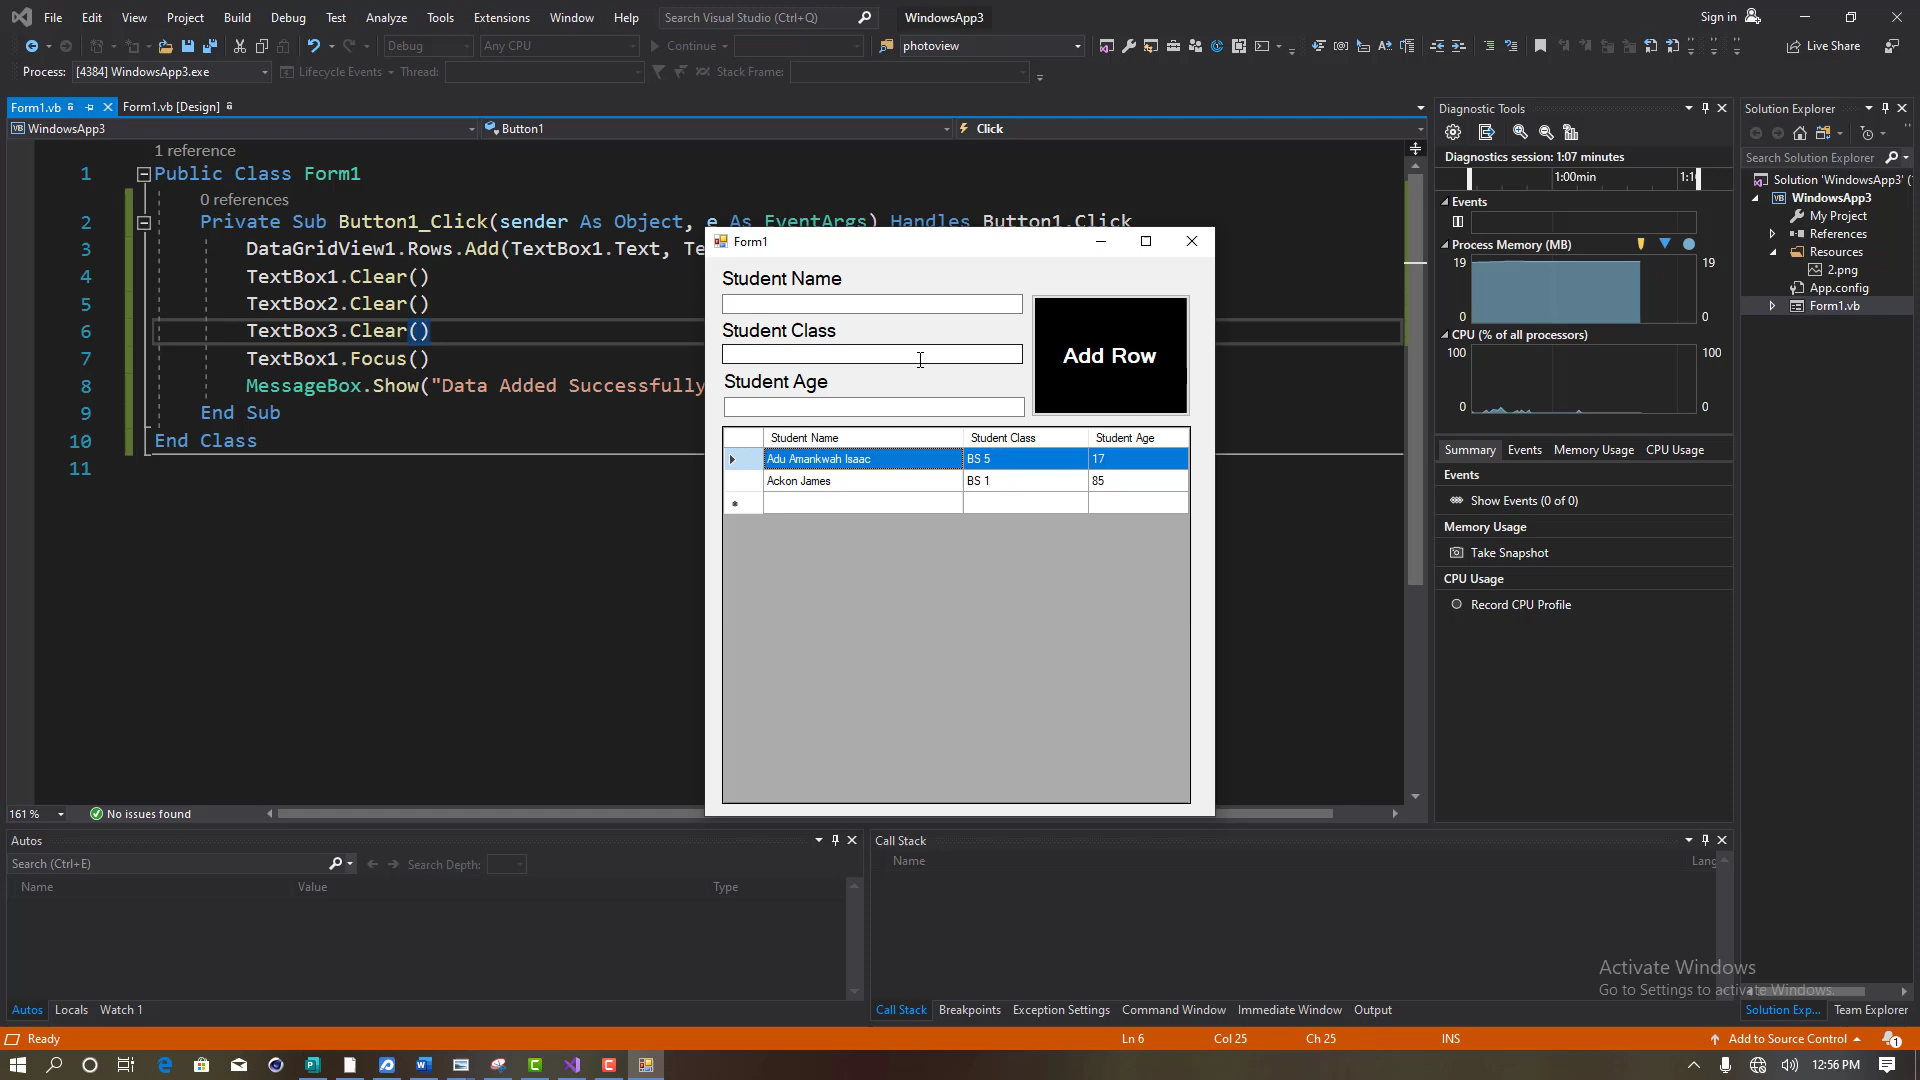 File Edit View Project Build Debug Test Analyze Tools Extensions Window Help Search Visual Studio (Ctrl+Q) WindowsApp3 Sign in
Debug Any CPU Continue photoview Live Share
Process: [4384] WindowsApp3.exe Lifecycle Events Thread: Stack Frame:
Form1.vb Form1.vb [Design]
WindowsApp3 Button1 Click
1 reference
1 Public Class Form1
0 references
2 Private Sub Button1_Click(sender As Object, e As EventArgs) Handles Button1.Click
3 DataGridView1.Rows.Add(TextBox1.Text, Te
4 TextBox1.Clear()
5 TextBox2.Clear()
6 TextBox3.Clear()
7 TextBox1.Focus()
8 MessageBox.Show("Data Added Successfully
9 End Sub
10 End Class
11
Form1
Student Name
Student Class
Student Age
Add Row
Student Name Student Class Student Age
Adu Amankwah Isaac BS 5 17
Ackon James BS 1 85
161 % No issues found
Diagnostic Tools
Diagnostics session: 1:07 minutes
1:00min 1:1
Events
Process Memory (MB)
19 19
0 0
CPU (% of all processors)
100 100
0 0
Summary Events Memory Usage CPU Usage
Events
Show Events (0 of 0)
Memory Usage
Take Snapshot
CPU Usage
Record CPU Profile
Solution Explorer
Search Solution Explorer
Solution 'WindowsApp3' (
WindowsApp3
My Project
References
Resources
2.png
App.config
Form1.vb
Autos
Search (Ctrl+E) Search Depth:
Name Value Type
Call Stack
Name Lang
Activate Windows
Go to Settings to activate Windows.
Autos Locals Watch 1
Call Stack Breakpoints Exception Settings Command Window Immediate Window Output
Solution Exp... Team Explorer
Ready Ln 6 Col 25 Ch 25 INS Add to Source Control 1
12:56 PM